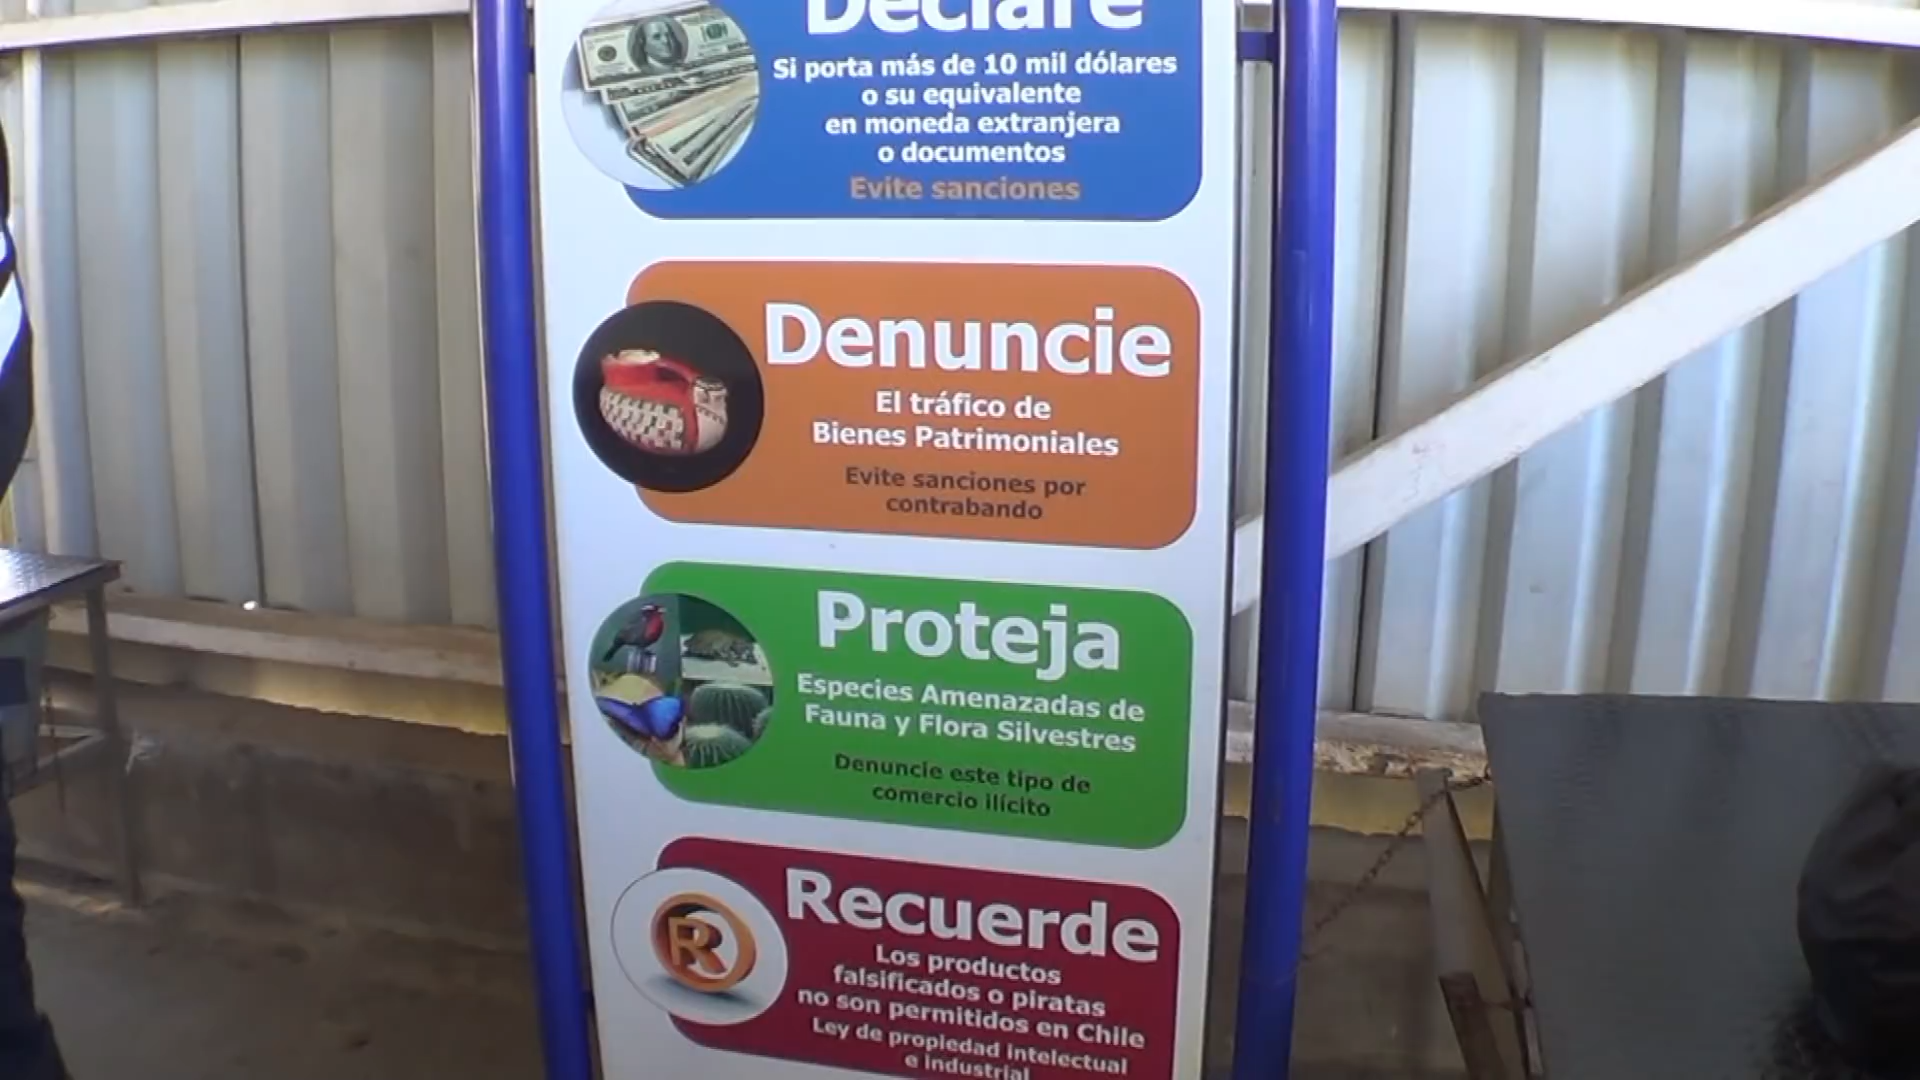 Declare
Si porta más de 10 mil dólares
o su equivalente
en moneda extranjera
o documentos
Evite sanciones
Denuncie
El tráfico de
Bienes Patrimoniales
Evite sanciones por
contrabando
Proteja
Especies Amenazadas de
Fauna y Flora Silvestres
Denuncie este tipo de
comercio ilícito
R
Recuerde
Los productos
falsificados o piratas
no son permitidos en Chile
Ley de propiedad intelectual
e industrial